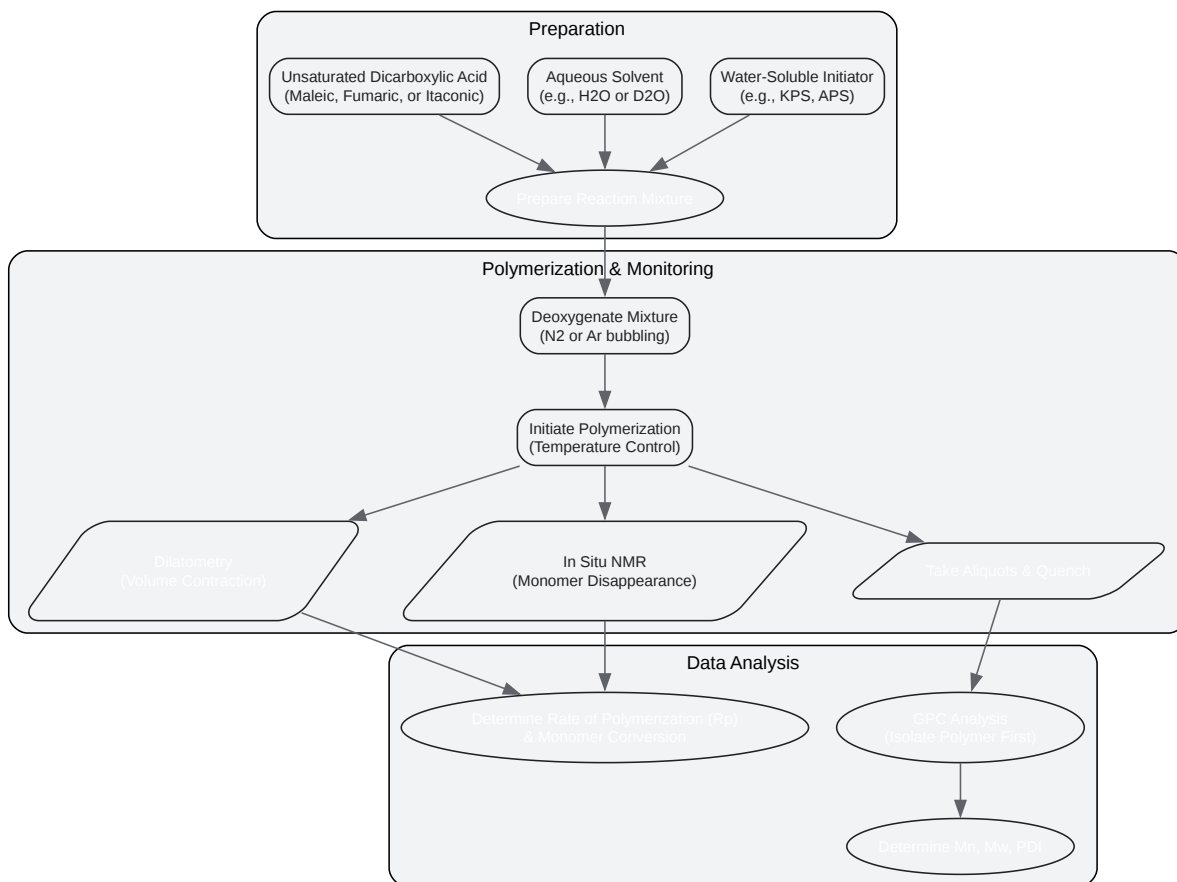 Preparation
Unsaturated Dicarboxylic Acid
(Maleic, Fumaric, or Itaconic)
Aqueous Solvent
(e.g., H2O or D2O)
Water-Soluble Initiator
(e.g., KPS, APS)
Prepare Reaction Mixture
Polymerization & Monitoring
Deoxygenate Mixture
(N2 or Ar bubbling)
Initiate Polymerization
(Temperature Control)
Dilatometry
(Volume Contraction)
In Situ NMR
(Monomer Disappearance)
Take Aliquots & Quench
Data Analysis
Determine Rate of Polymerization (Rp)
& Monomer Conversion
GPC Analysis
(Isolate Polymer First)
Determine Mn, Mw, PDI